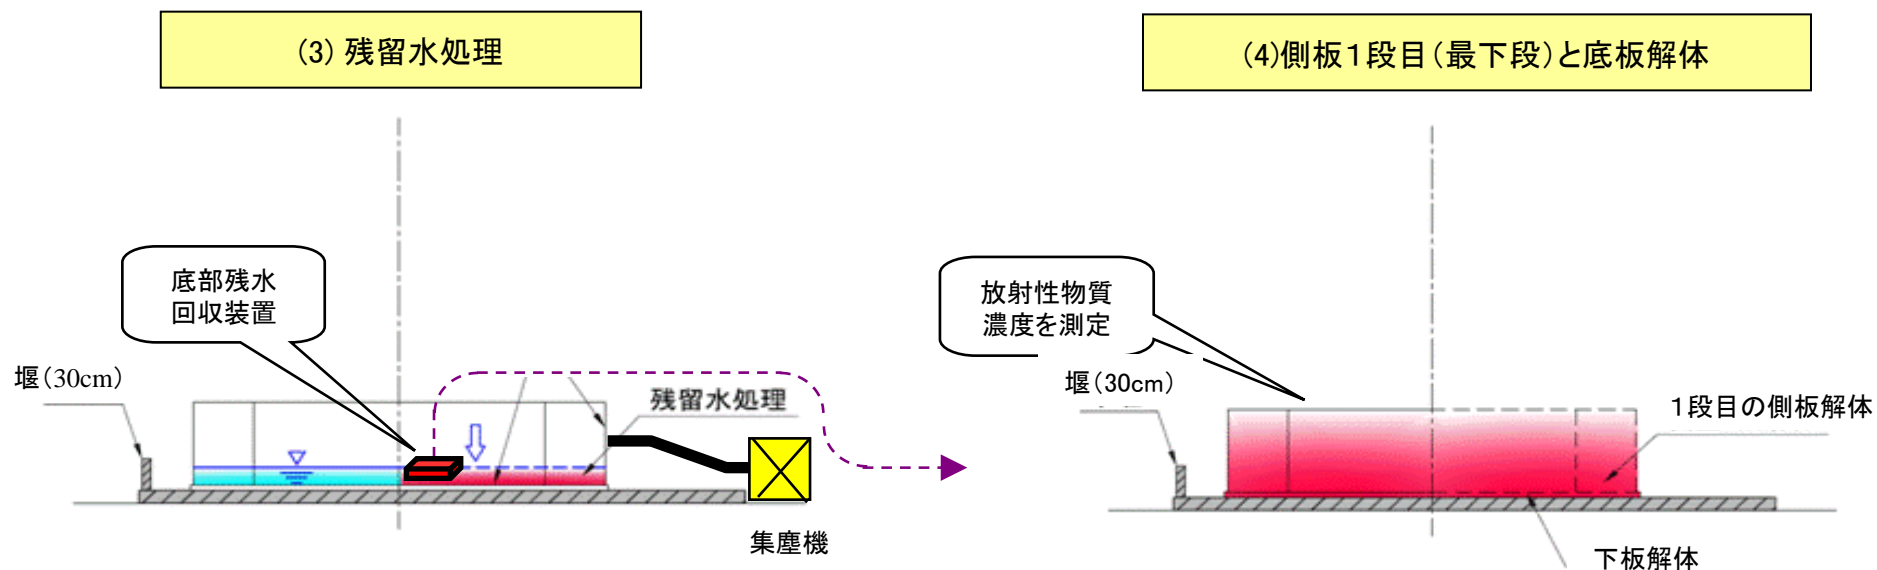 (3) 残留水処理
(4)側板１段目(最下段)と底板解体
底部残水
回収装置
堰(30cm)
残留水処理
集塵機
放射性物質
濃度を測定
堰(30cm)
１段目の側板解体
下板解体